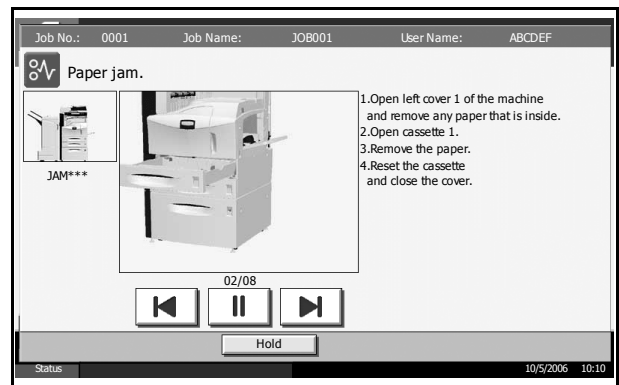 Job No.: 0001 Job Name: JOB001 User Name: ABCDEF
Paper jam.
JAM***
02/08
1.Open left cover 1 of the machine
and remove any paper that is inside.
2.Open cassette 1.
3.Remove the paper.
4.Reset the cassette
and close the cover.
Hold
Status 10/5/2006 10:10